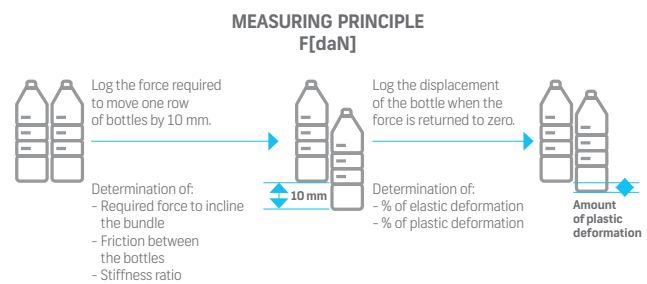 MEASURING PRINCIPLE
F[daN]
Log the force required
to move one row
of bottles by 10 mm.
Determination of:
- Required force to incline
the bundle
- Friction between
the bottles
- Stiffness ratio
10 mm
Log the displacement
of the bottle when the
force is returned to zero.
Determination of:
- % of elastic deformation
- % of plastic deformation
Amount
of plastic
deformation